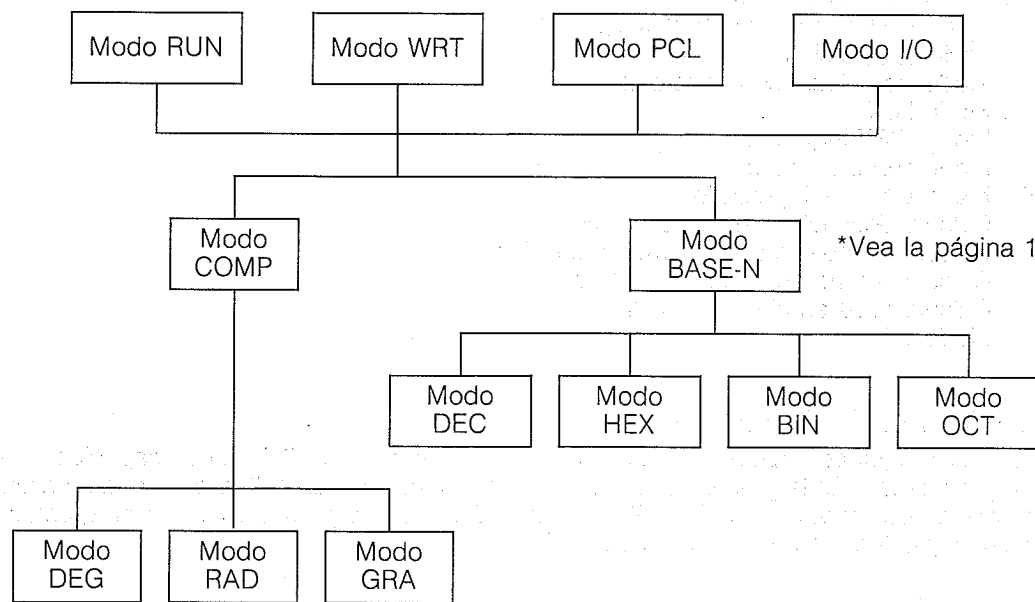 Modo RUN
Modo WRT
Modo PCL
Modo I/O
Modo
COMP
Modo
BASE-N
*Vea la página 1
Modo
DEC
Modo
HEX
Modo
BIN
Modo
OCT
Modo
DEG
Modo
RAD
Modo
GRA